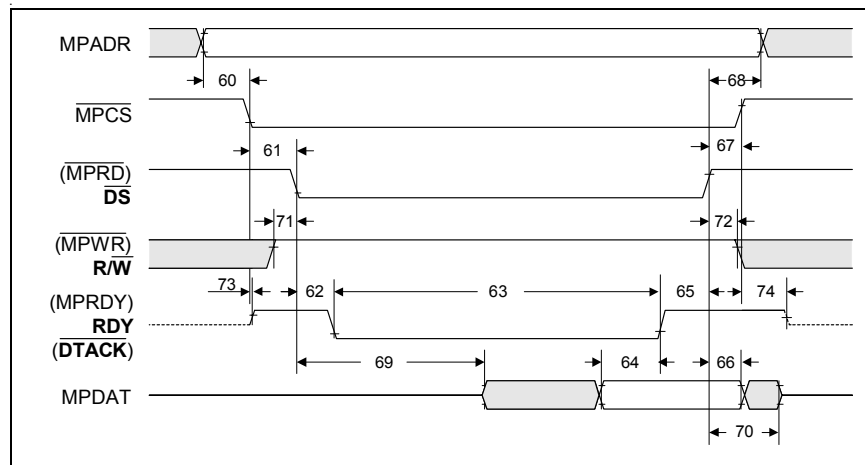 MPADR
60
68
MPCS
61
67
(MPRD)
DS
71
72
(MPWR)
R/W
73
62
63
65
74
(MPRDY)
RDY
(DTACK)
69
64
66
MPDAT
70